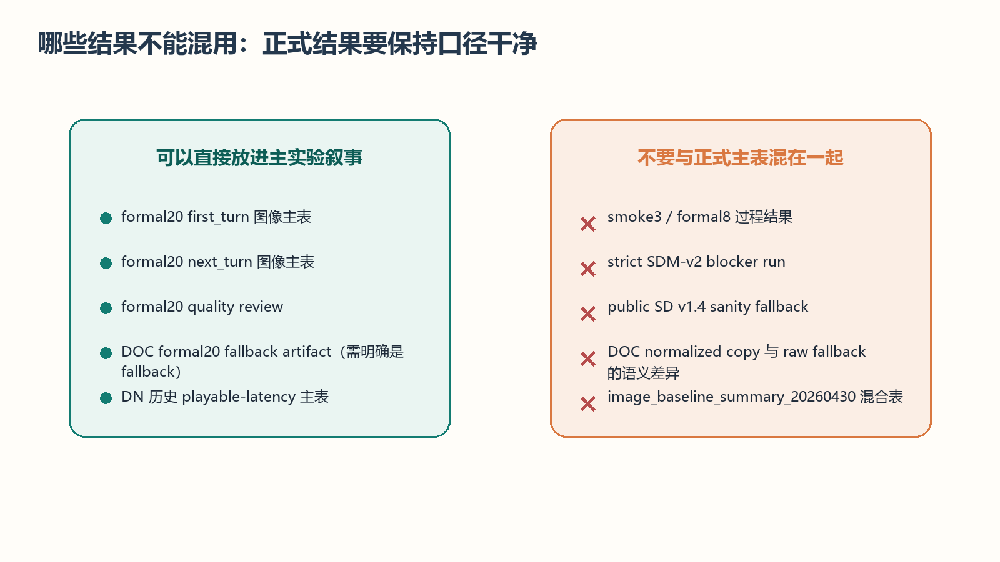 哪些结果不能混用：正式结果要保持口径干净
可以直接放进主实验叙事
formal20 first_turn 图像主表
formal20 next_turn 图像主表
formal20 quality review
DOC formal20 fallback artifact（需明确是
fallback）
DN 历史 playable-latency 主表
不要与正式主表混在一起
smoke3 / formal8 过程结果
strict SDM-v2 blocker run
public SD v1.4 sanity fallback
DOC normalized copy 与 raw fallback
的语义差异
image_baseline_summary_20260430 混合表